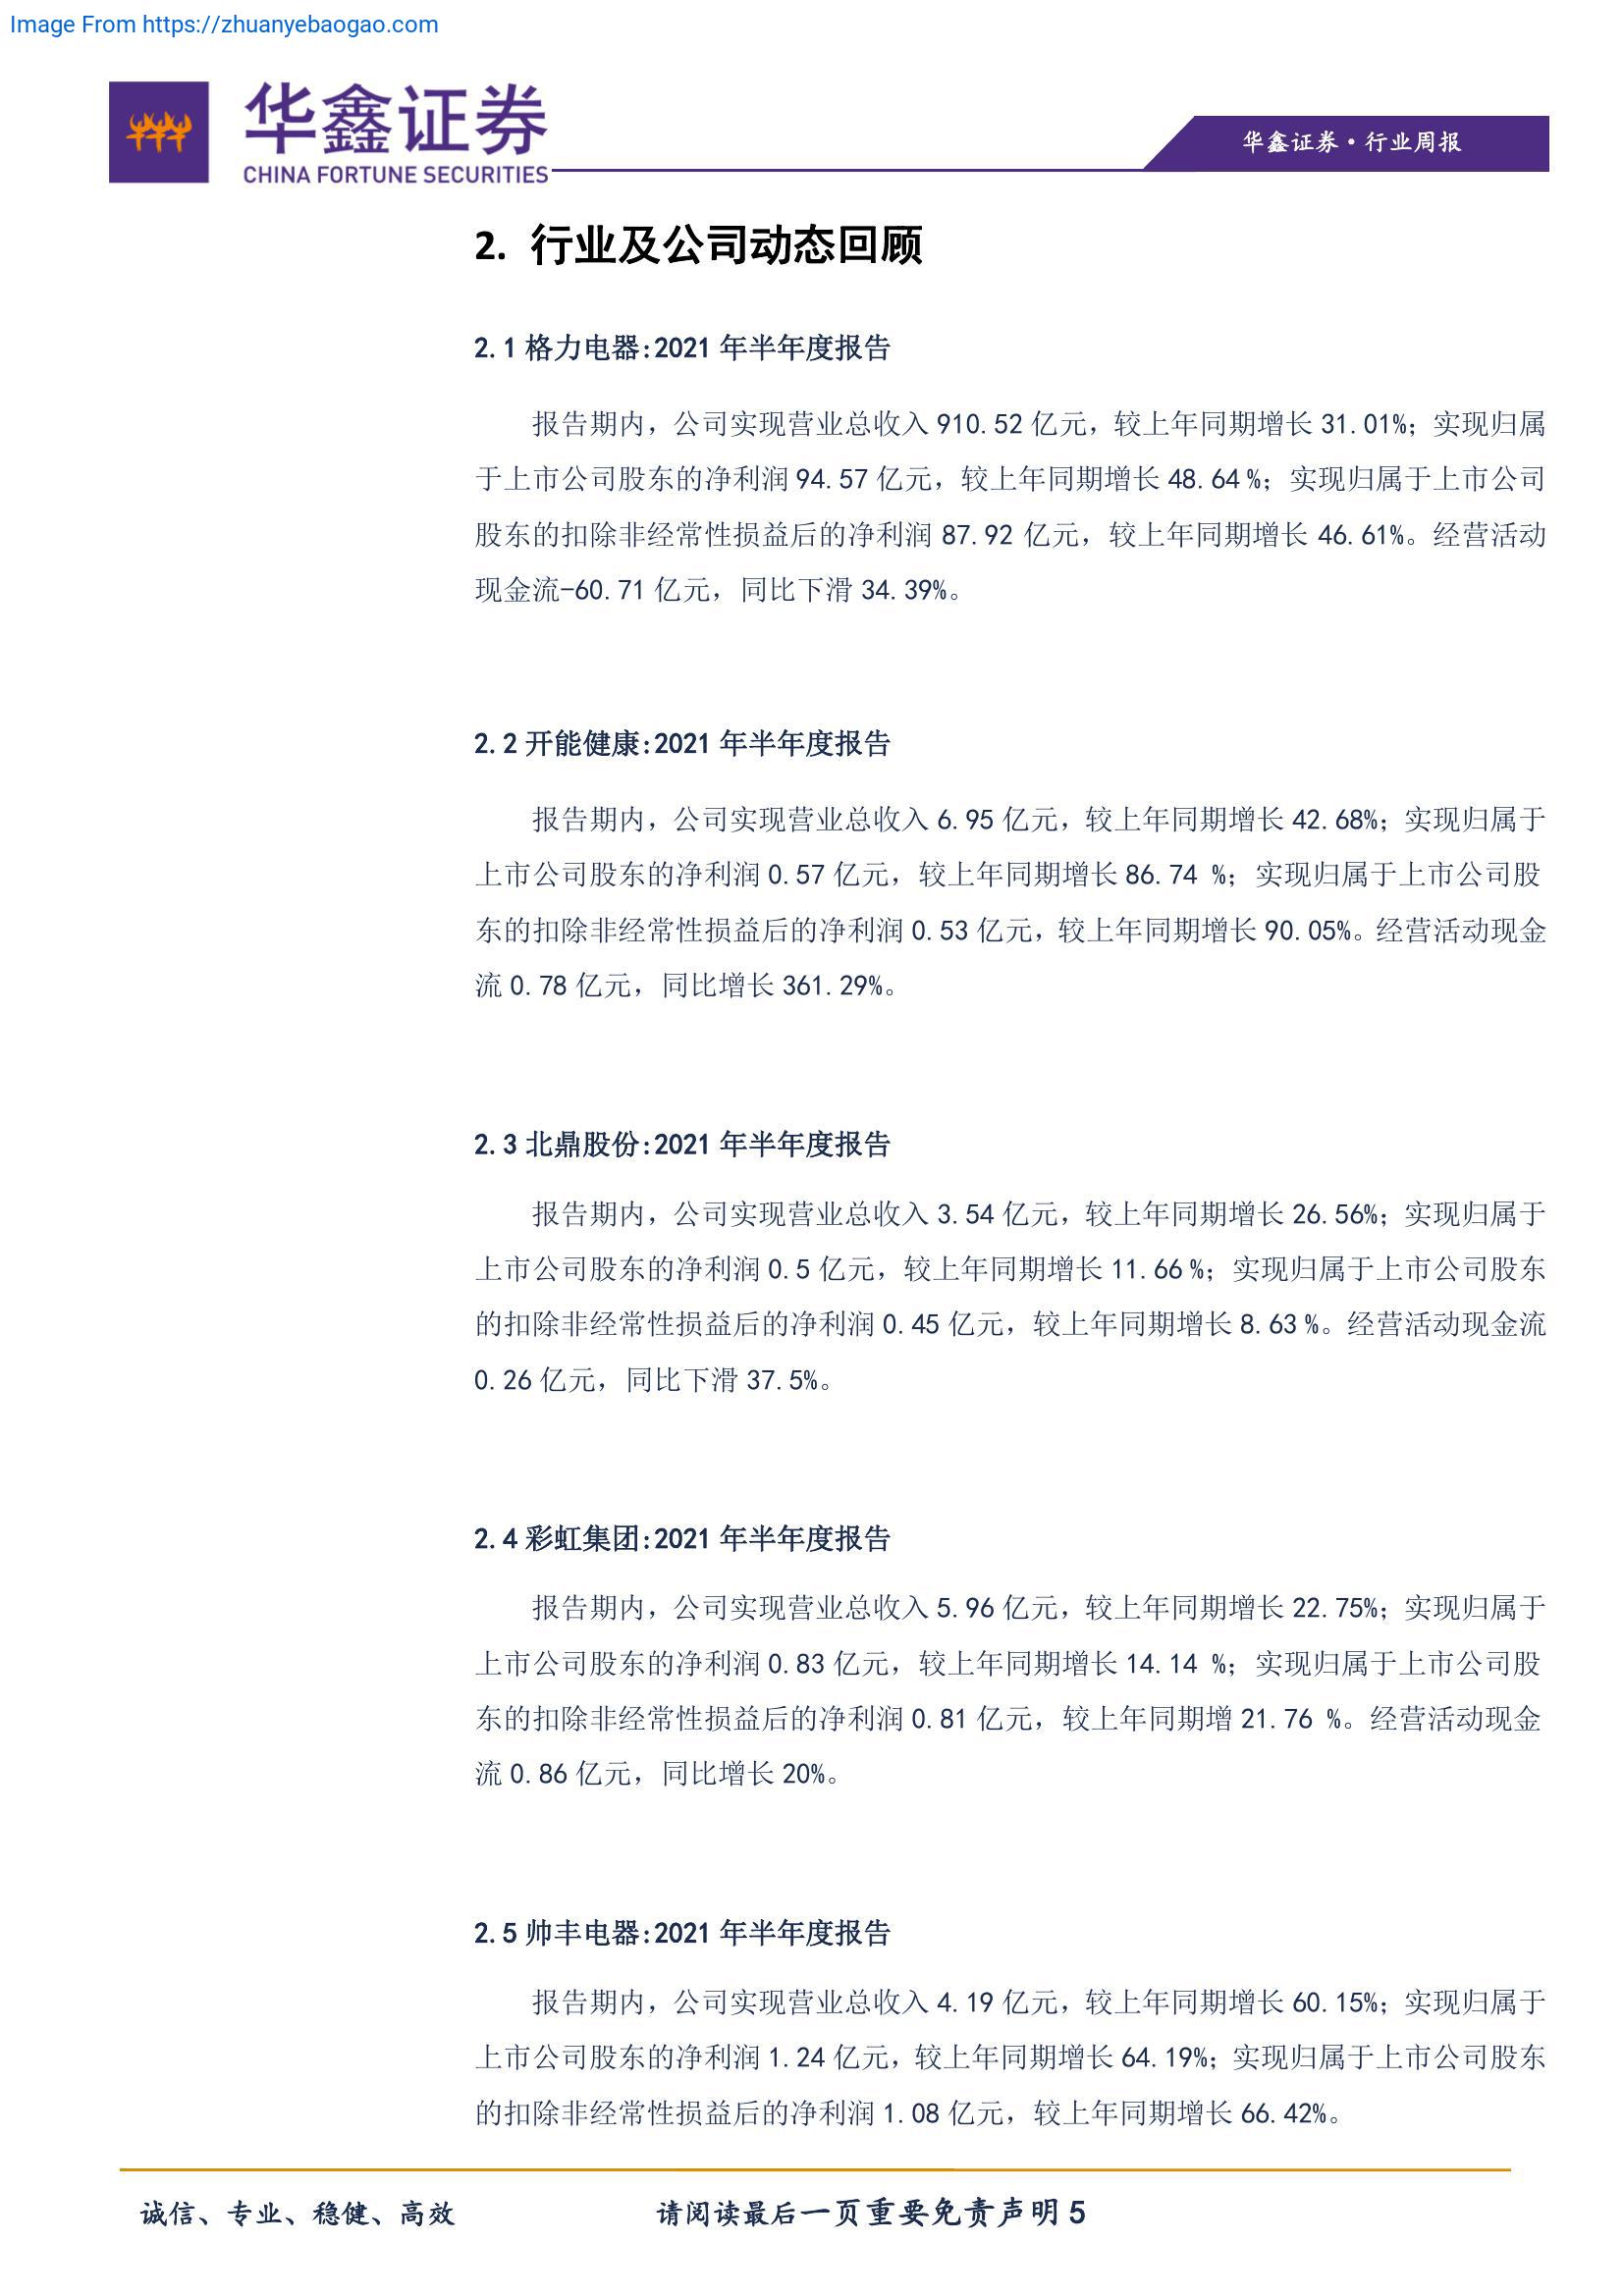 Image From https://zhuanyebaogao.com
华鑫证券
CHINA FORTUNE SECURITIES
华鑫证券·行业周报
2. 行业及公司动态回顾
2.1 格力电器:2021 年半年度报告
报告期内，公司实现营业总收入 910.52 亿元，较上年同期增长 31.01%；实现归属
于上市公司股东的净利润 94.57 亿元，较上年同期增长 48.64 %；实现归属于上市公司
股东的扣除非经常性损益后的净利润 87.92 亿元，较上年同期增长 46.61%。经营活动
现金流-60.71 亿元，同比下滑 34.39%。
2.2 开能健康:2021 年半年度报告
报告期内，公司实现营业总收入 6.95 亿元，较上年同期增长 42.68%；实现归属于
上市公司股东的净利润 0.57 亿元，较上年同期增长 86.74 %；实现归属于上市公司股
东的扣除非经常性损益后的净利润 0.53 亿元，较上年同期增长 90.05%。经营活动现金
流 0.78 亿元，同比增长 361.29%。
2.3 北鼎股份:2021 年半年度报告
报告期内，公司实现营业总收入 3.54 亿元，较上年同期增长 26.56%；实现归属于
上市公司股东的净利润 0.5 亿元，较上年同期增长 11.66 %；实现归属于上市公司股东
的扣除非经常性损益后的净利润 0.45 亿元，较上年同期增长 8.63 %。经营活动现金流
0.26 亿元，同比下滑 37.5%。
2.4 彩虹集团:2021 年半年度报告
报告期内，公司实现营业总收入 5.96 亿元，较上年同期增长 22.75%；实现归属于
上市公司股东的净利润 0.83 亿元，较上年同期增长 14.14 %；实现归属于上市公司股
东的扣除非经常性损益后的净利润 0.81 亿元，较上年同期增 21.76 %。经营活动现金
流 0.86 亿元，同比增长 20%。
2.5 帅丰电器:2021 年半年度报告
报告期内，公司实现营业总收入 4.19 亿元，较上年同期增长 60.15%；实现归属于
上市公司股东的净利润 1.24 亿元，较上年同期增长 64.19%；实现归属于上市公司股东
的扣除非经常性损益后的净利润 1.08 亿元，较上年同期增长 66.42%。
诚信、专业、稳健、高效 请阅读最后一页重要免责声明 5